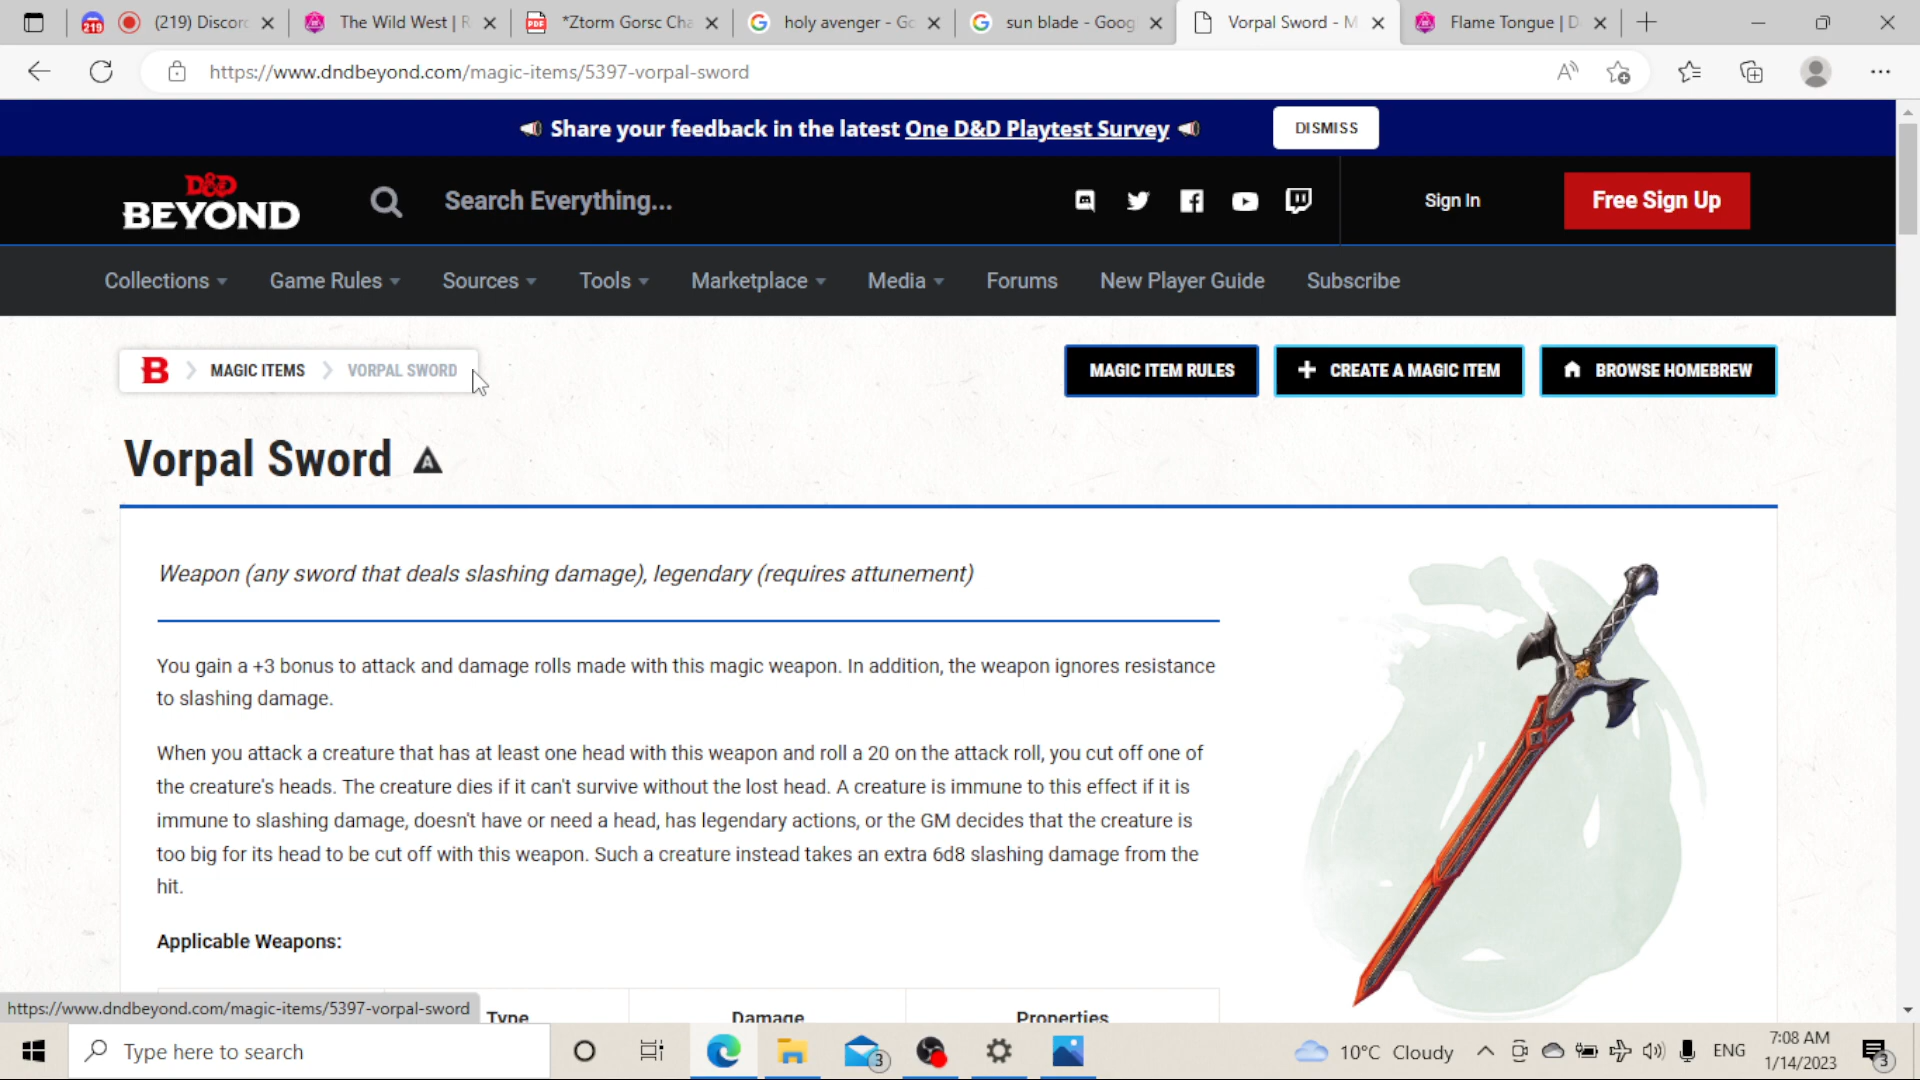 219
(219) Discor
The Wild West | R
PDF
*Ztorm Gorsc Cha
holy avenger - Go
sun blade - Goog
Vorpal Sword - M
Flame Tongue | D
https://www.dndbeyond.com/magic-items/5397-vorpal-sword
Share your feedback in the latest One D&D Playtest Survey
DISMISS
D&D
BEYOND
Search Everything...
Sign In
Free Sign Up
Collections
Game Rules
Sources
Tools
Marketplace
Media
Forums
New Player Guide
Subscribe
B
MAGIC ITEMS
VORPAL SWORD
MAGIC ITEM RULES
+ CREATE A MAGIC ITEM
BROWSE HOMEBREW
Vorpal Sword
Weapon (any sword that deals slashing damage), legendary (requires attunement)
You gain a +3 bonus to attack and damage rolls made with this magic weapon. In addition, the weapon ignores resistance
to slashing damage.
When you attack a creature that has at least one head with this weapon and roll a 20 on the attack roll, you cut off one of
the creature's heads. The creature dies if it can't survive without the lost head. A creature is immune to this effect if it is
immune to slashing damage, doesn't have or need a head, has legendary actions, or the GM decides that the creature is
too big for its head to be cut off with this weapon. Such a creature instead takes an extra 6d8 slashing damage from the
hit.
Applicable Weapons:
Type
Damage
Properties
https://www.dndbeyond.com/magic-items/5397-vorpal-sword
Type here to search
3
10°C Cloudy
ENG
7:08 AM
1/14/2023
3